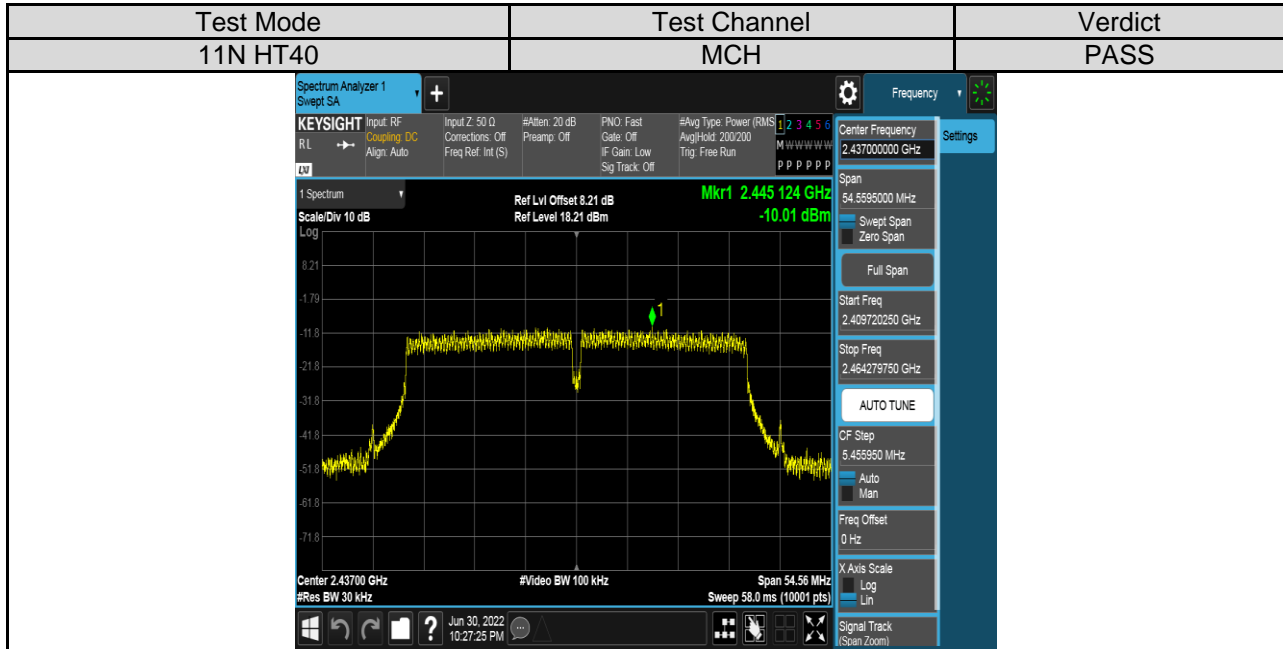 Test Mode Test Channel Verdict
11N HT40 MCH PASS
Spectrum Analyzer 1
Swept SA
+
Frequency
KEYSIGHT
RL
LXI
Input: RF
Coupling: DC
Align: Auto
Input Z: 50 Ω
Corrections: Off
Freq Ref: Int (S)
#Atten: 20 dB
Preamp: Off
PNO: Fast
Gate: Off
IF Gain: Low
Sig Track: Off
#Avg Type: Power (RMS
Avg|Hold: 200/200
Trig: Free Run
1 2 3 4 5 6
M W W W W W
P P P P P P
1 Spectrum
Scale/Div 10 dB
Ref Lvl Offset 8.21 dB
Ref Level 18.21 dBm
Mkr1 2.445 124 GHz
-10.01 dBm
Log
8.21
-1.79
-11.8
-21.8
-31.8
-41.8
-51.8
-61.8
-71.8
1
Center 2.43700 GHz
#Res BW 30 kHz
#Video BW 100 kHz
Span 54.56 MHz
Sweep 58.0 ms (10001 pts)
Center Frequency
2.437000000 GHz
Settings
Span
54.5595000 MHz
Swept Span
Zero Span
Full Span
Start Freq
2.409720250 GHz
Stop Freq
2.464279750 GHz
AUTO TUNE
CF Step
5.455950 MHz
Auto
Man
Freq Offset
0 Hz
X Axis Scale
Log
Lin
Signal Track
(Span Zoom)
?
Jun 30, 2022
10:27:25 PM